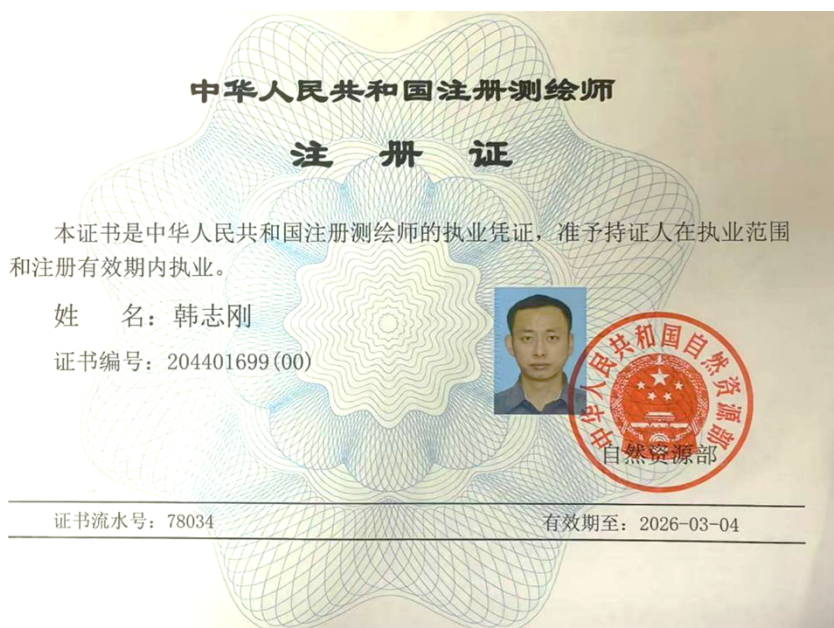 中华人民共和国注册测绘师
注 册 证
本证书是中华人民共和国注册测绘师的执业凭证，准予持证人在执业范围
和注册有效期内执业。
姓 名：韩志刚
证书编号：204401699(00)
中华人民共和国自然资源部
自然资源部
证书流水号：78034 有效期至：2026-03-04